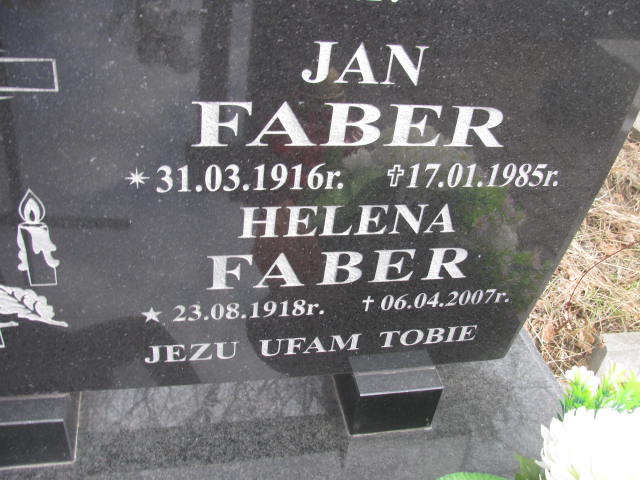 JAN
FABER
✶ 31.03.1916r. ✝ 17.01.1985r.
HELENA
FABER
★ 23.08.1918r. ✝ 06.04.2007r.
JEZU UFAM TOBIE